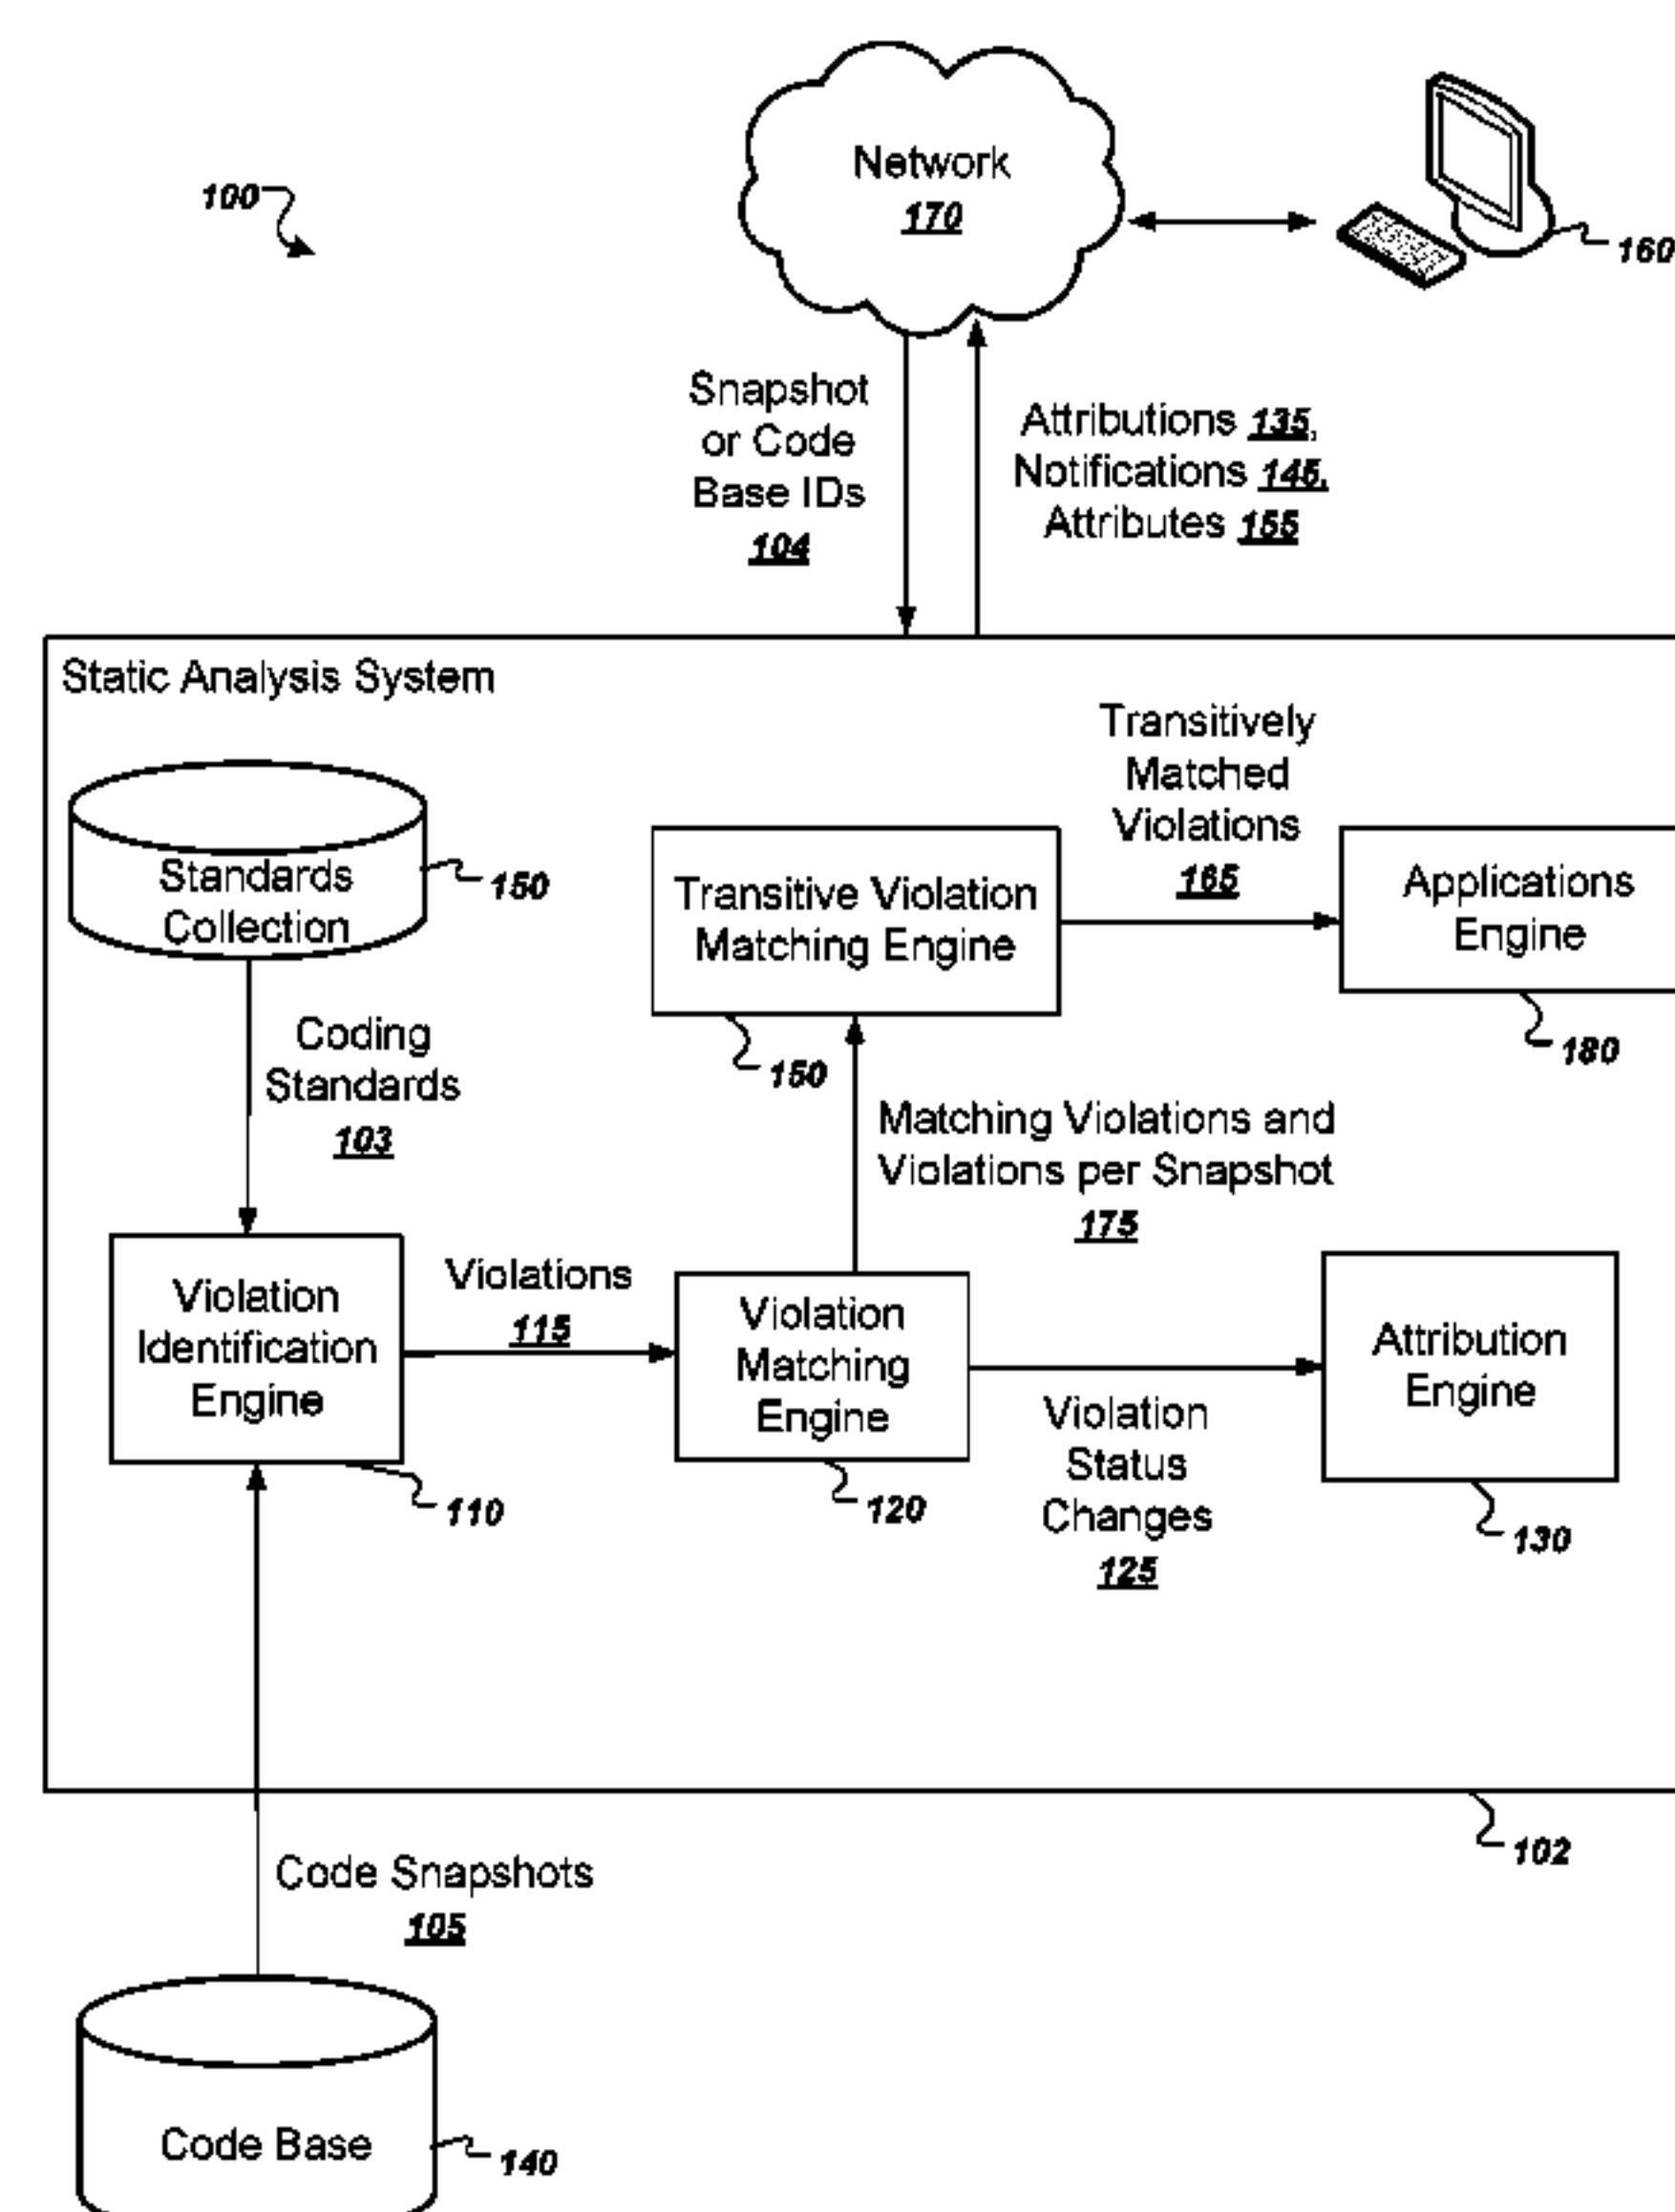 100
Network
170
160
Snapshot
or Code
Base IDs
104
Attributions 135,
Notifications 145,
Attributes 155
Static Analysis System
Standards
Collection
150
Transitively
Matched
Violations
165
Transitive Violation
Matching Engine
150
Applications
Engine
180
Coding
Standards
103
Matching Violations and
Violations per Snapshot
175
Violation
Identification
Engine
110
Violations
115
Violation
Matching
Engine
120
Violation
Status
Changes
125
Attribution
Engine
130
102
Code Snapshots
105
Code Base
140